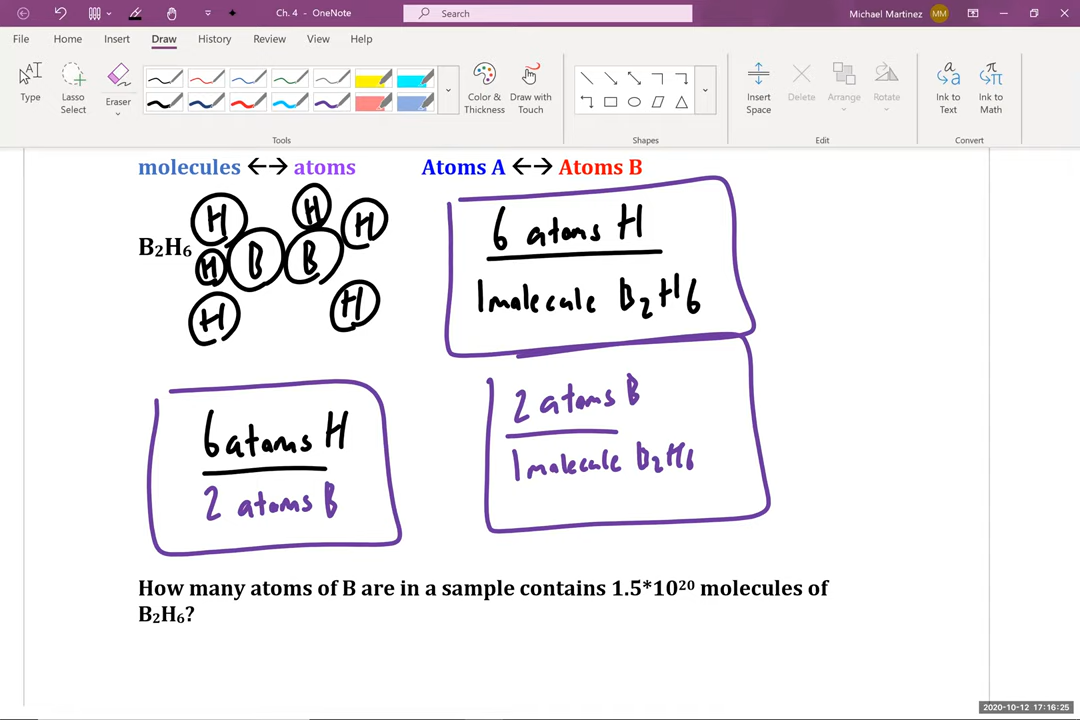 Ch. 4 - OneNote
Search
Michael Martinez
MM
File Home Insert Draw History Review View Help
Type
Lasso Select
Eraser
Color & Thickness
Draw with Touch
Insert Space
Delete
Arrange
Rotate
Ink to Text
Ink to Math
Tools
Shapes
Edit
Convert
molecules ↔ atoms
Atoms A ↔ Atoms B
B₂H₆
H H H
H B B
H H
6 atoms H
1 molecule B₂H6
6 atoms H
2 atoms B
2 atoms B
1 molecule B₂H6
How many atoms of B are in a sample contains 1.5*10²⁰ molecules of
B₂H₆?
2020-10-12 17:16:25